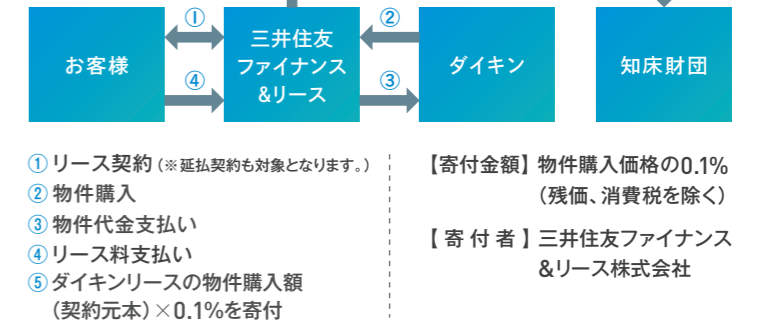 ①
②
お客様
三井住友
ファイナンス
&リース
ダイキン
知床財団
④
③
① リース契約（※延払契約も対象となります。）
② 物件購入
③ 物件代金支払い
④ リース料支払い
⑤ ダイキンリースの物件購入額
（契約元本）×0.1%を寄付
【寄付金額】物件購入価格の0.1%
（残価、消費税を除く）
【寄付者】三井住友ファイナンス
&リース株式会社